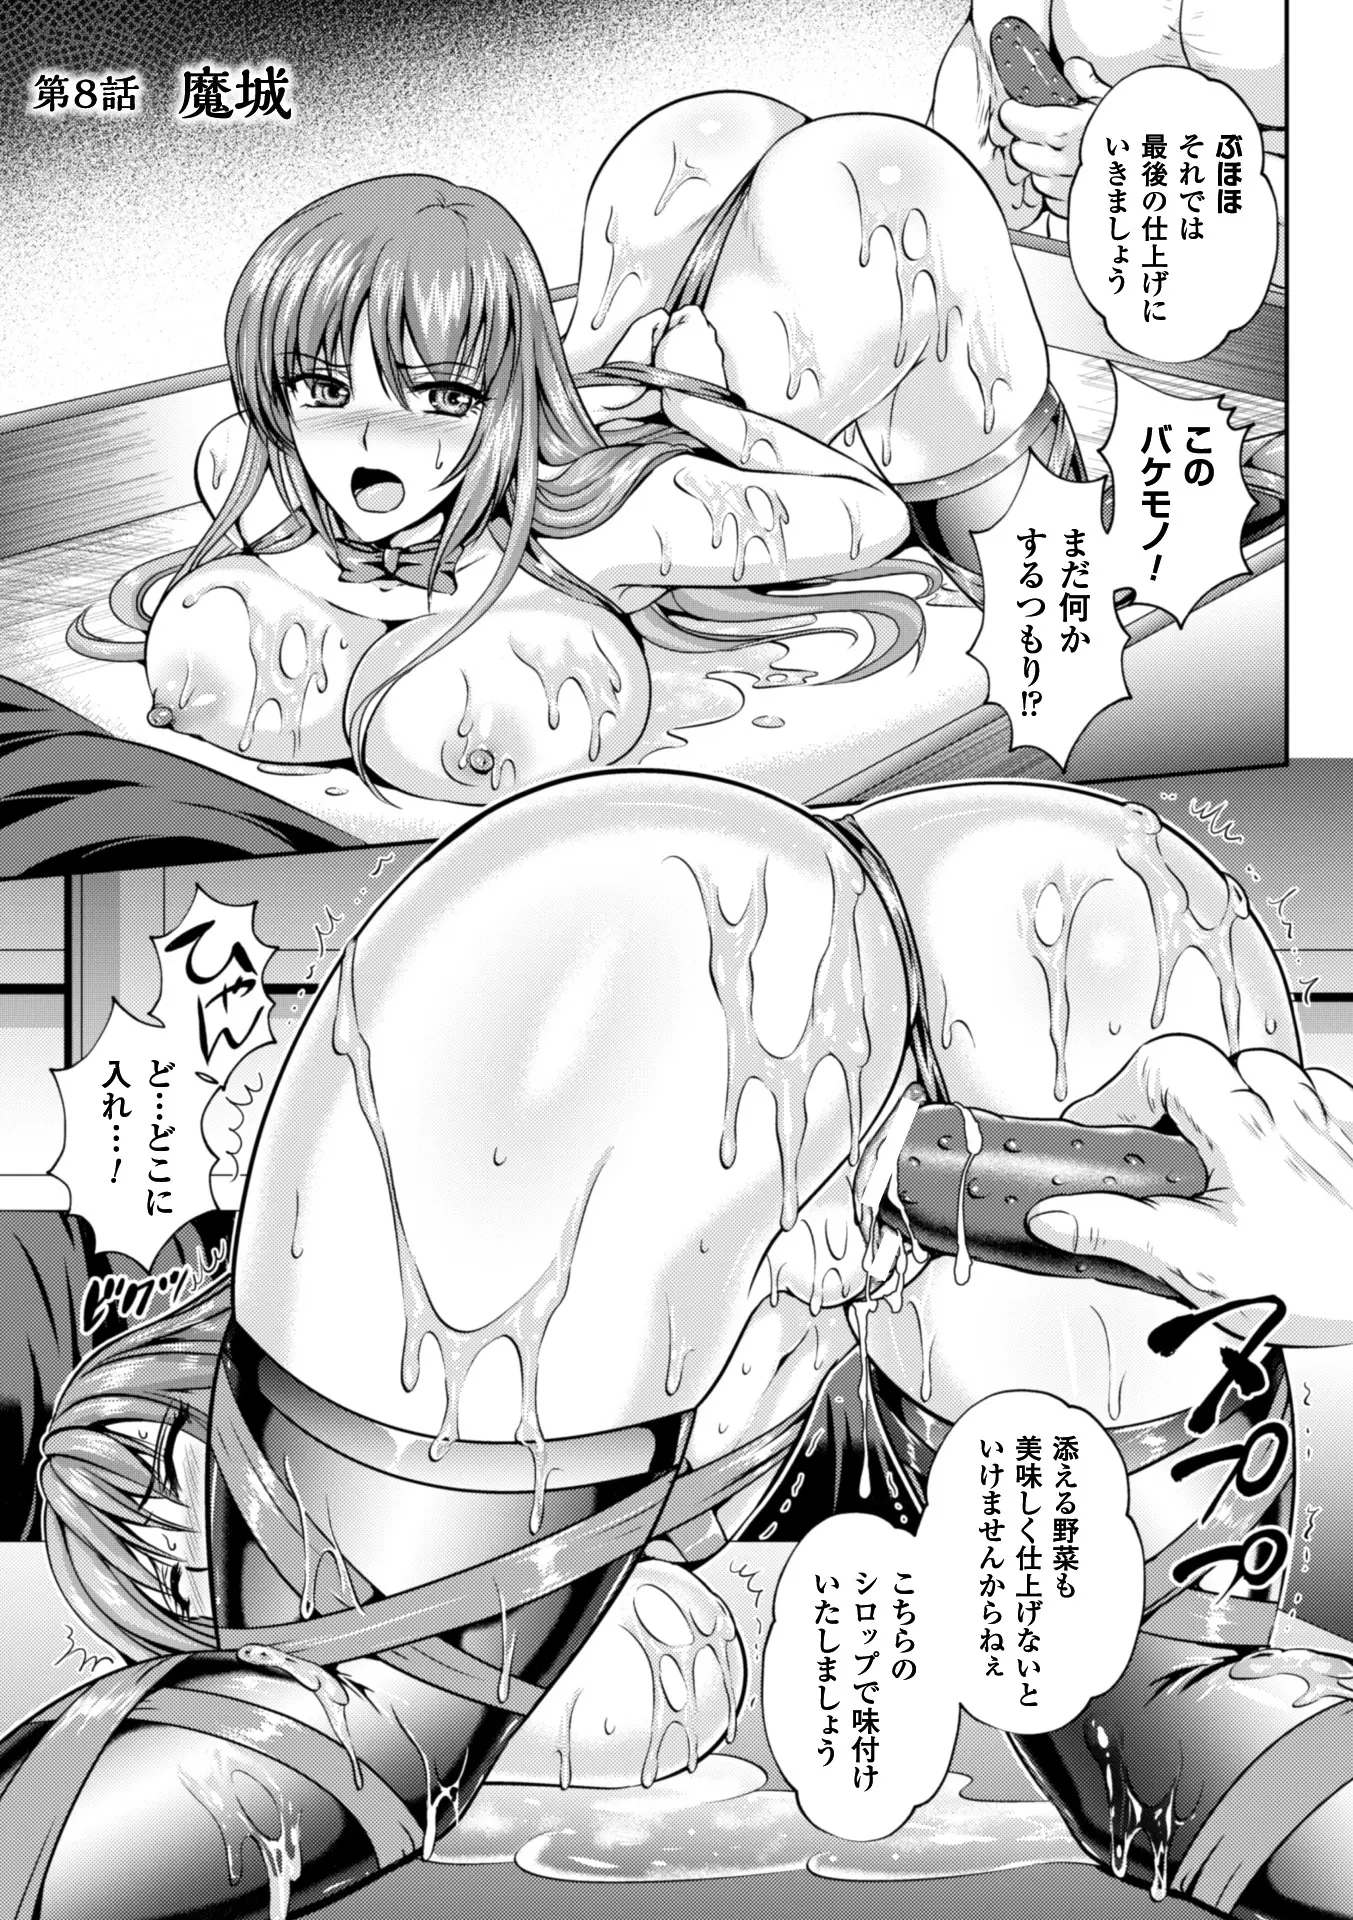 第8話 魔城
ぶほほ
それでは
最後の仕上げに
いきましょう
この
バケモノ！
まだ何か
するつもり!?
ひゃん
ど…どこに
入れ…！
ビクッ
ヌプププ
添える野菜も
美味しく仕上げないと
いけませんからねぇ
こちらの
シロップで味付け
いたしましょう